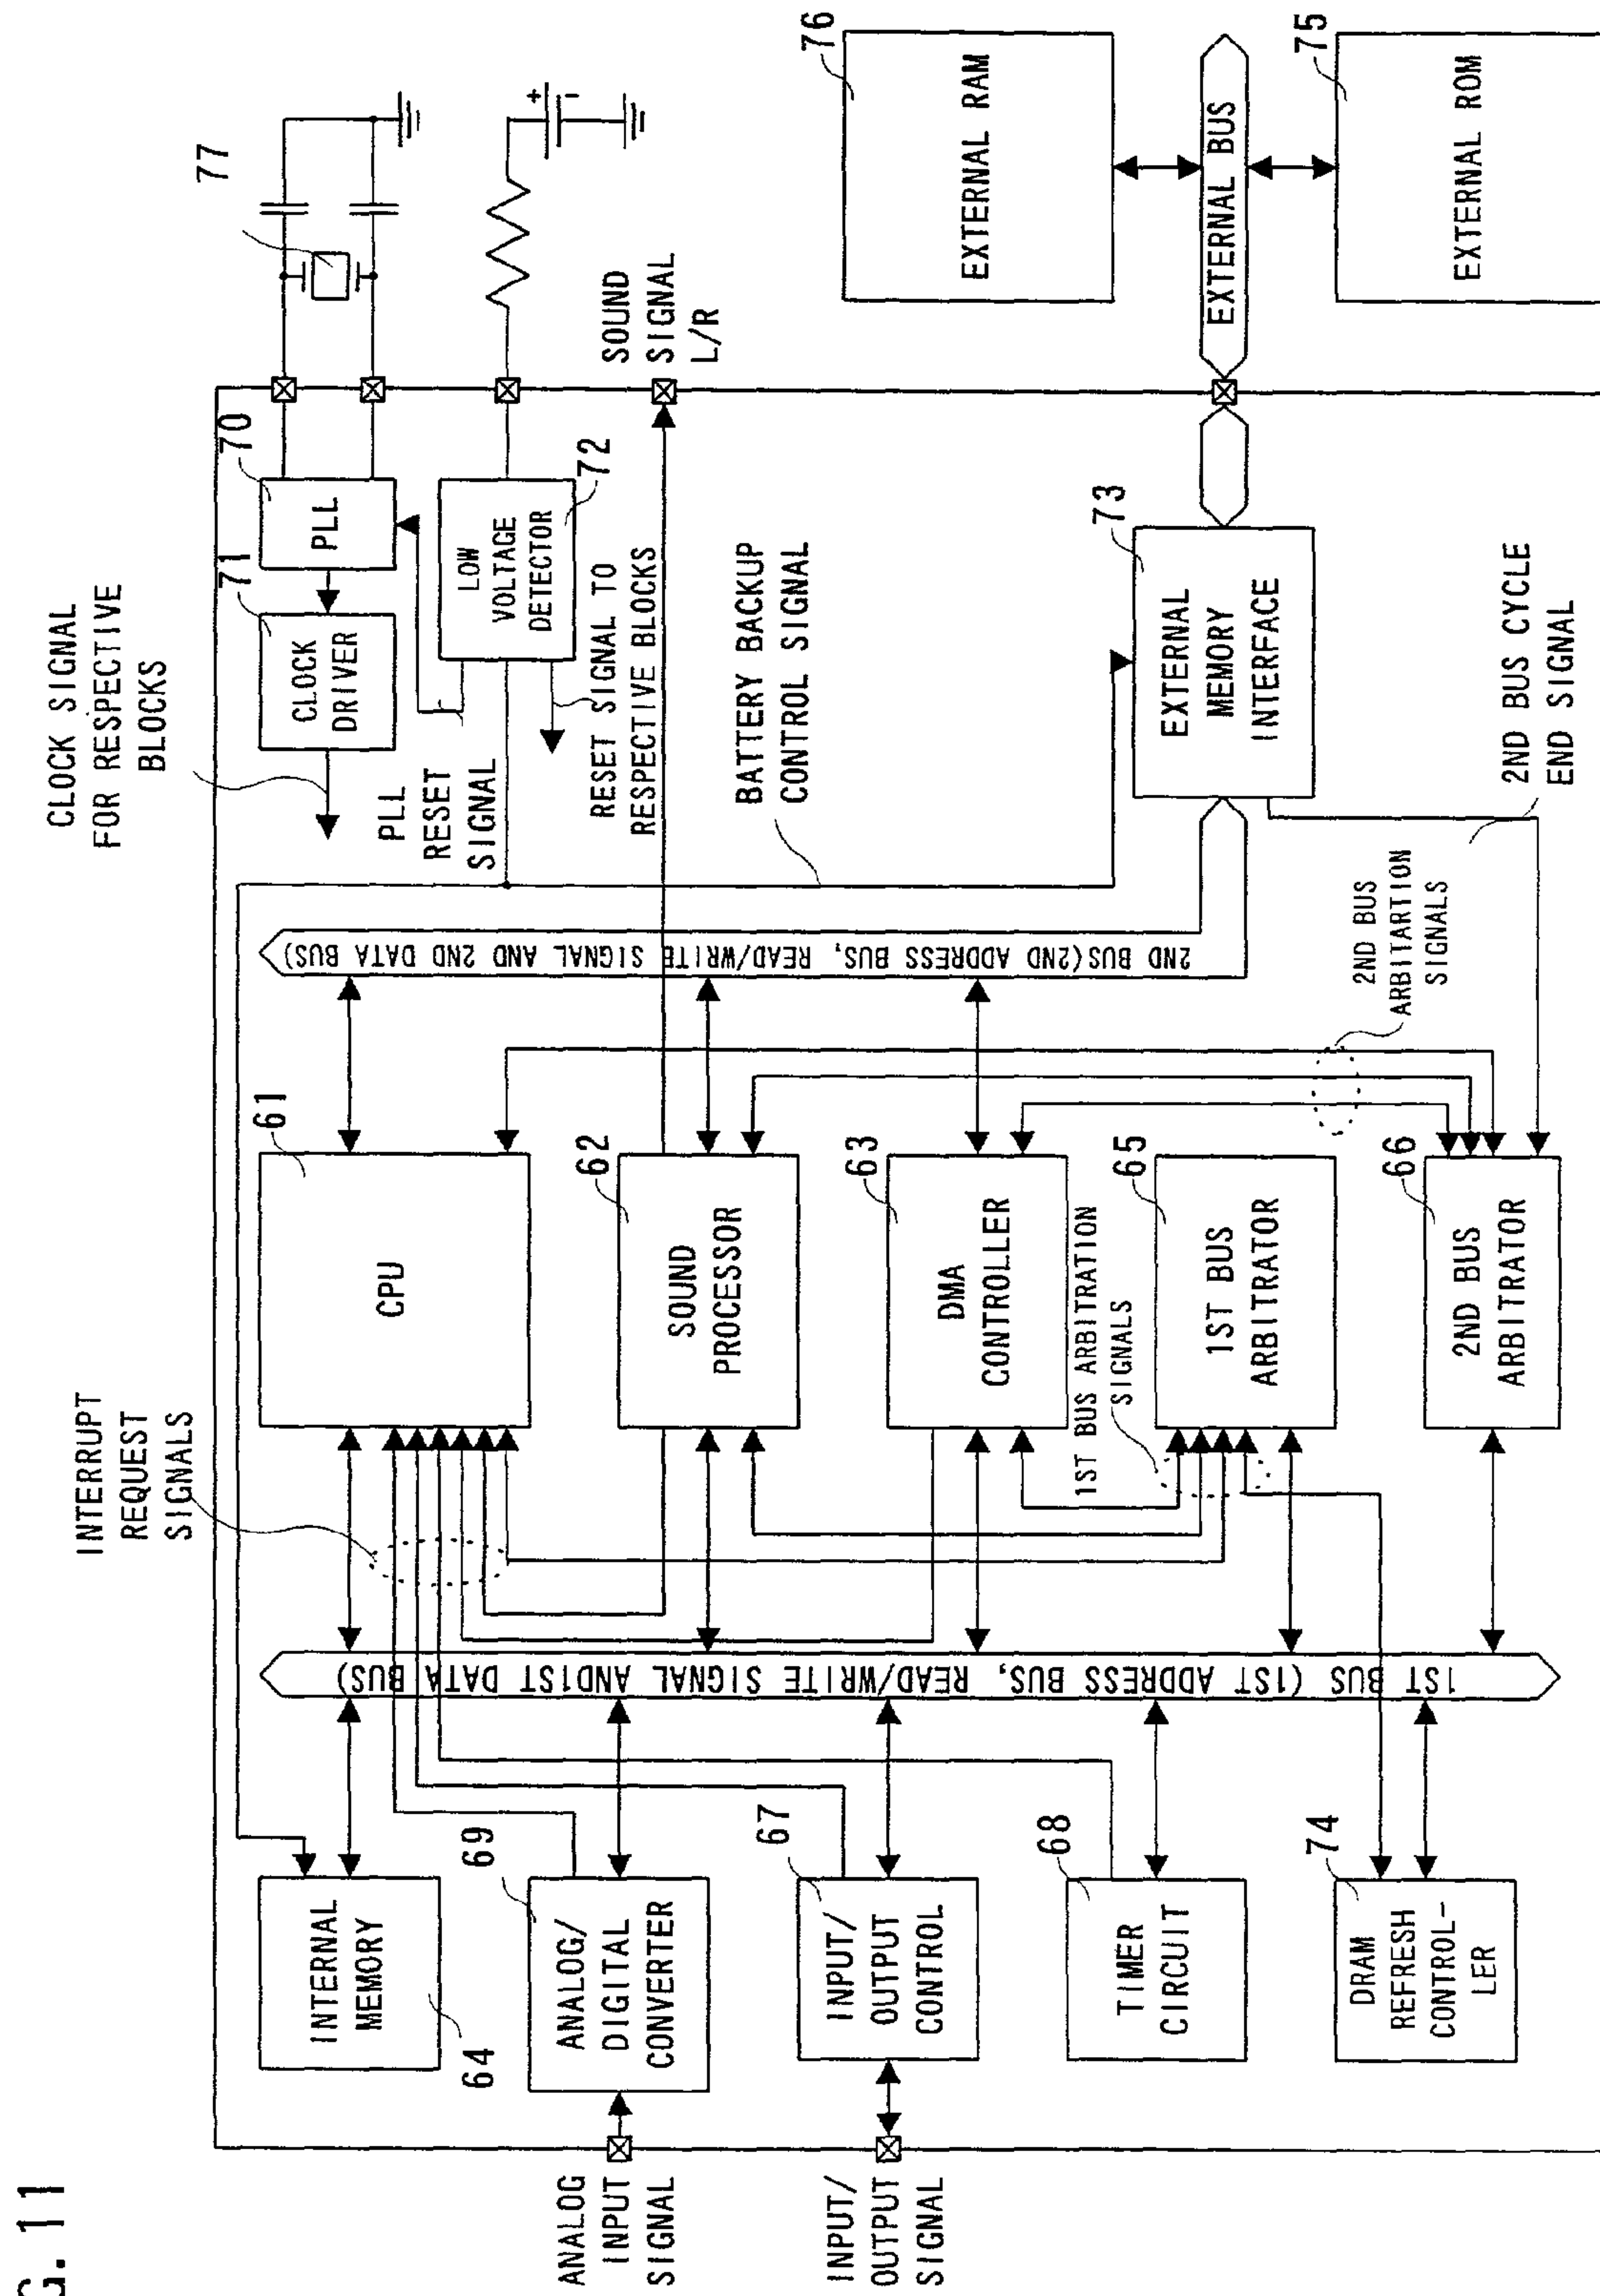 G. 11
CLOCK SIGNAL
FOR RESPECTIVE
BLOCKS
INTERRUPT
REQUEST
SIGNALS
77
70
PLL
71
CLOCK
DRIVER
PLL
RESET
SIGNAL
LOW
VOLTAGE
DETECTOR
72
+
-
RESET SIGNAL TO
RESPECTIVE BLOCKS
SOUND
SIGNAL
L/R
BATTERY BACKUP
CONTROL SIGNAL
76
EXTERNAL RAM
EXTERNAL BUS
75
EXTERNAL ROM
73
EXTERNAL
MEMORY
INTERFACE
2ND BUS CYCLE
END SIGNAL
2ND BUS
ARBITARTION
SIGNALS
2ND BUS(2ND ADDRESS BUS, READ/WRITE SIGNAL AND 2ND DATA BUS)
61
CPU
62
SOUND
PROCESSOR
63
DMA
CONTROLLER
1ST BUS ARBITRATION
SIGNALS
65
1ST BUS
ARBITRATOR
66
2ND BUS
ARBITRATOR
1ST BUS (1ST ADDRESS BUS, READ/WRITE SIGNAL AND1ST DATA BUS)
INTERNAL
MEMORY
64
69
ANALOG/
DIGITAL
CONVERTER
67
INPUT/
OUTPUT
CONTROL
68
TIMER
CIRCUIT
74
DRAM
REFRESH
CONTROL-
LER
ANALOG
INPUT
SIGNAL
INPUT/
OUTPUT
SIGNAL